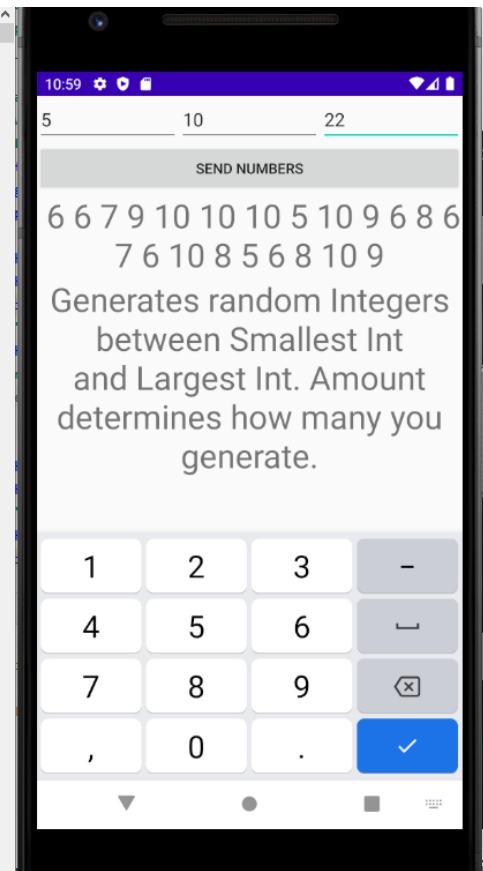 10:59
5 10 22
SEND NUMBERS
6 6 7 9 10 10 10 5 10 9 6 8 6
7 6 10 8 5 6 8 10 9
Generates random Integers
between Smallest Int
and Largest Int. Amount
determines how many you
generate.
1 2 3 -
4 5 6
7 8 9
, 0 .